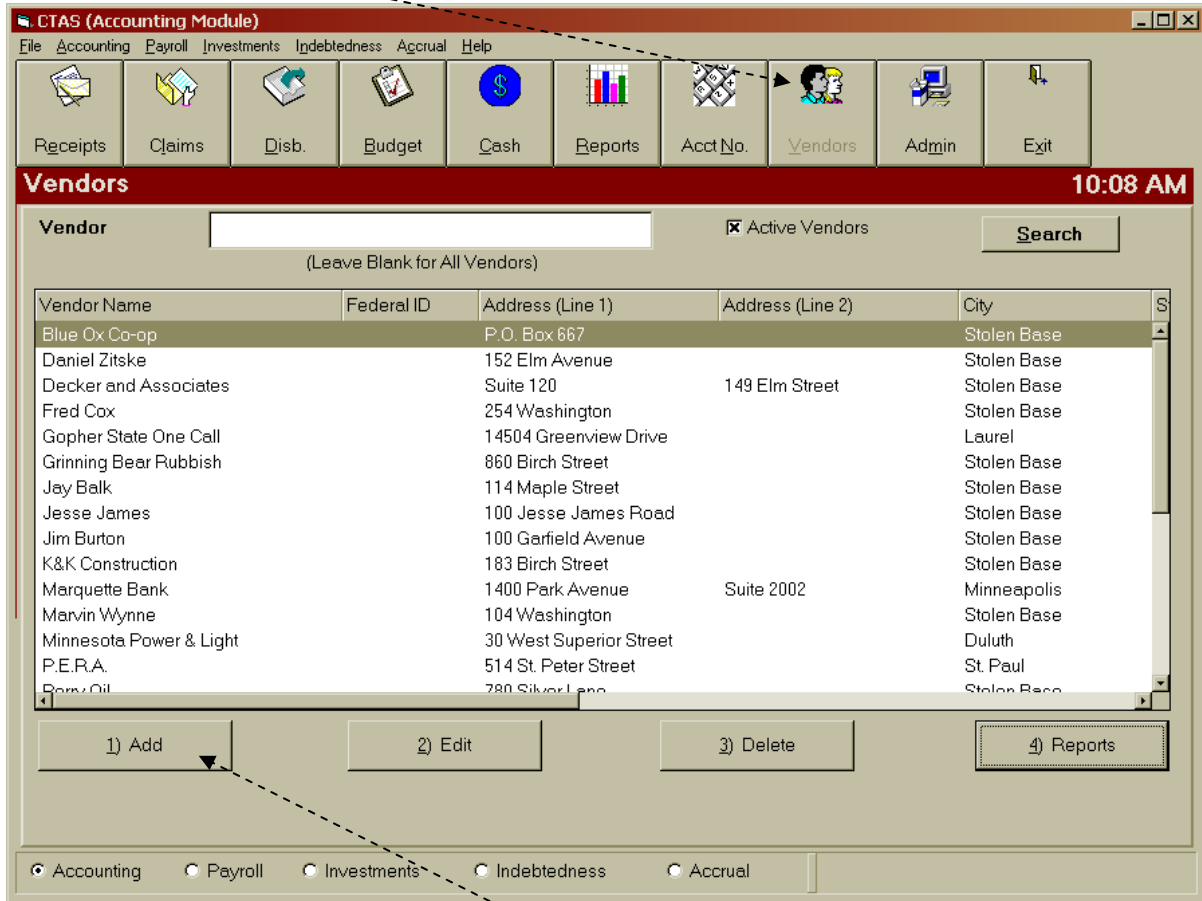 CTAS (Accounting Module)
File Accounting Payroll Investments Indebtedness Accrual Help
Receipts Claims Disb. Budget Cash Reports Acct No. Vendors Admin Exit
Vendors 10:08 AM
Vendor Active Vendors Search
(Leave Blank for All Vendors)
Vendor Name Federal ID Address (Line 1) Address (Line 2) City
Blue Ox Co-op P.O. Box 667 Stolen Base
Daniel Zitske 152 Elm Avenue Stolen Base
Decker and Associates Suite 120 149 Elm Street Stolen Base
Fred Cox 254 Washington Stolen Base
Gopher State One Call 14504 Greenview Drive Laurel
Grinning Bear Rubbish 860 Birch Street Stolen Base
Jay Balk 114 Maple Street Stolen Base
Jesse James 100 Jesse James Road Stolen Base
Jim Burton 100 Garfield Avenue Stolen Base
K&K Construction 183 Birch Street Stolen Base
Marquette Bank 1400 Park Avenue Suite 2002 Minneapolis
Marvin Wynne 104 Washington Stolen Base
Minnesota Power & Light 30 West Superior Street Duluth
P.E.R.A. 514 St. Peter Street St. Paul
Perry Oil 780 Silver Lane Stolen Base
1) Add 2) Edit 3) Delete 4) Reports
Accounting Payroll Investments Indebtedness Accrual